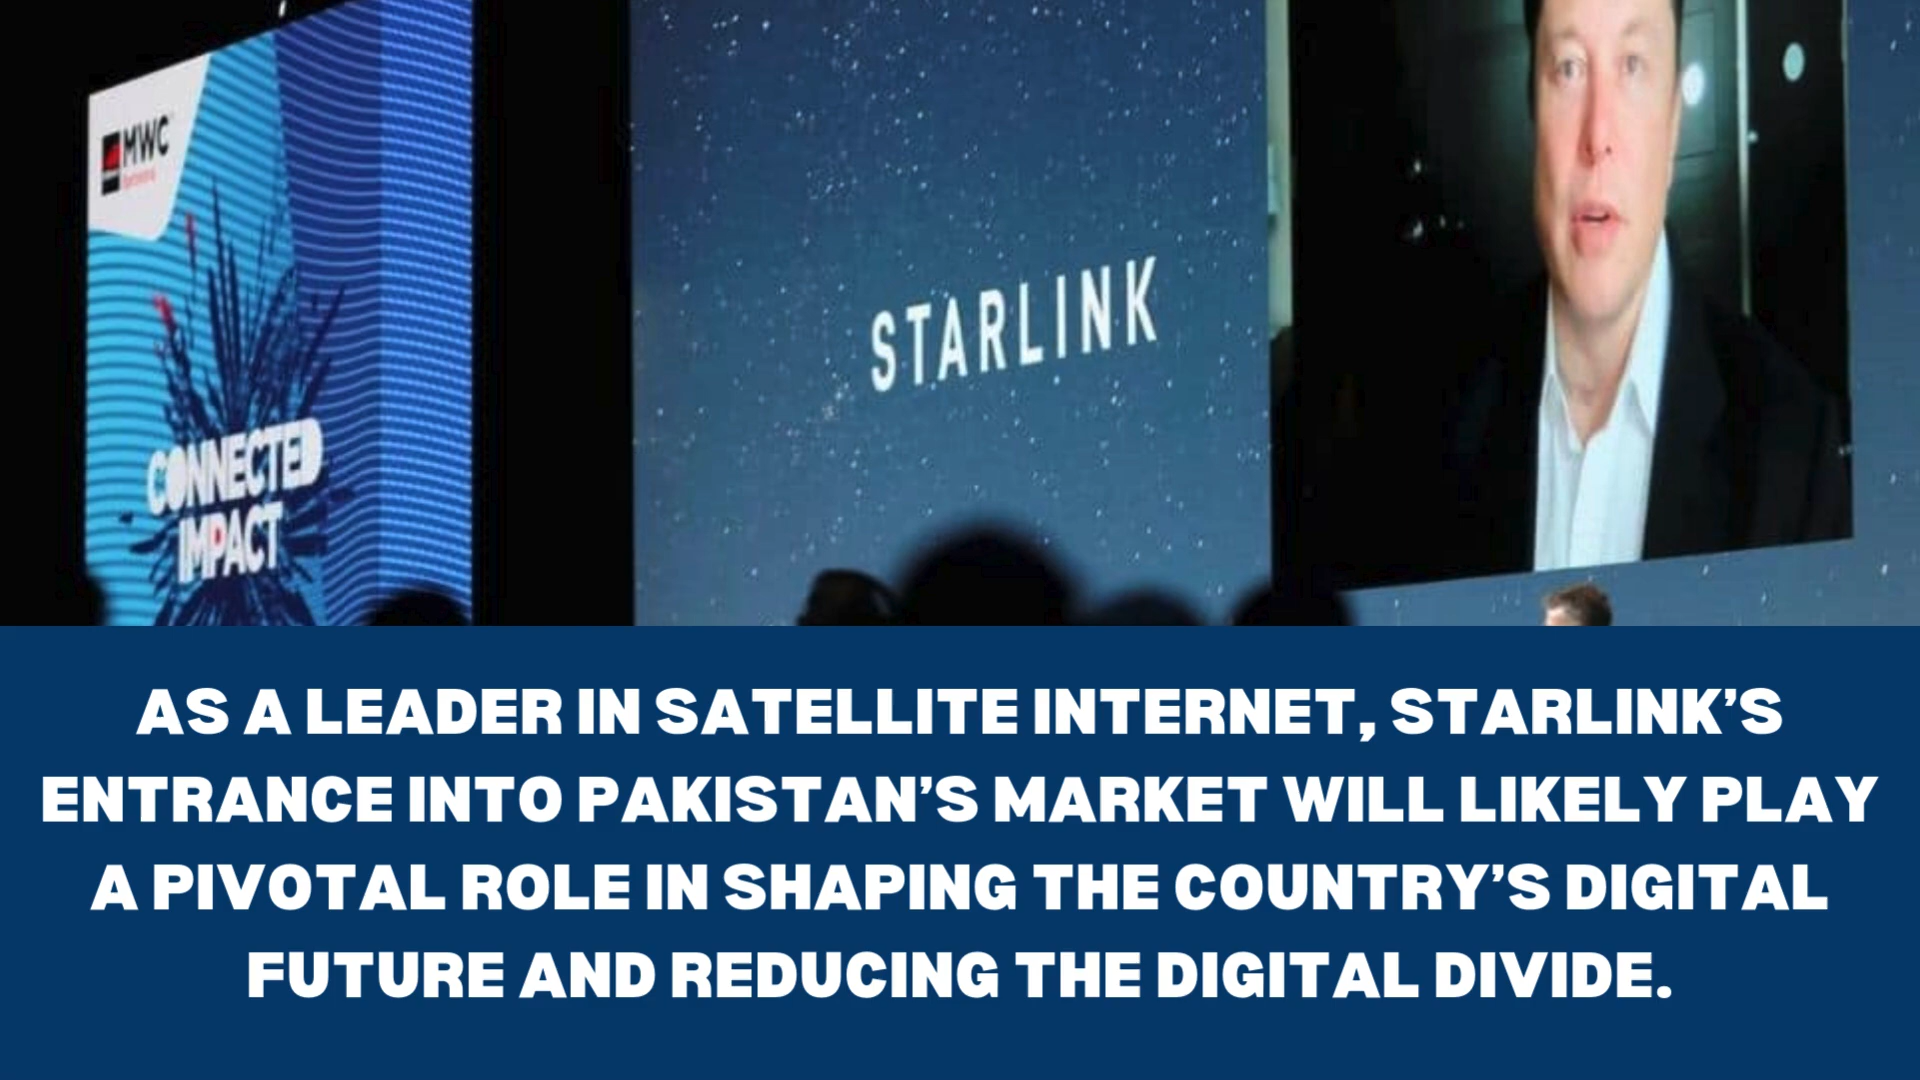 MWC
CONNECTED
IMPACT
STARLINK
AS A LEADER IN SATELLITE INTERNET, STARLINK’S
ENTRANCE INTO PAKISTAN’S MARKET WILL LIKELY PLAY
A PIVOTAL ROLE IN SHAPING THE COUNTRY’S DIGITAL
FUTURE AND REDUCING THE DIGITAL DIVIDE.